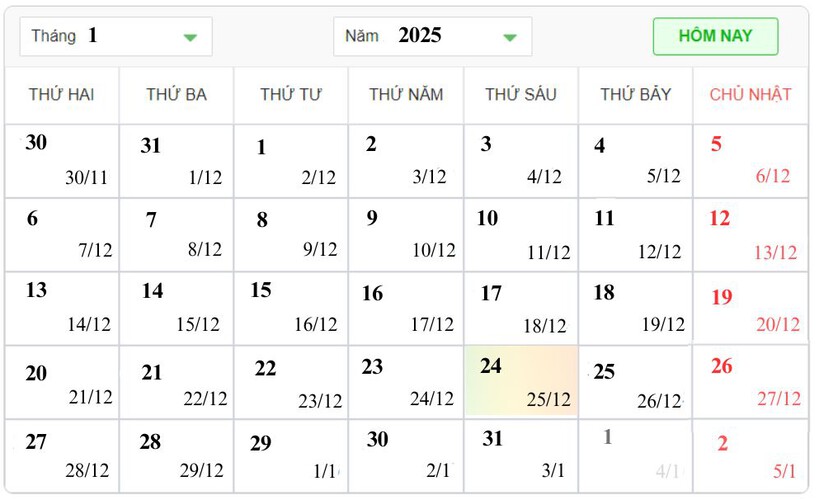 Tháng 1 Năm 2025 HÔM NAY
THỨ HAI THỨ BA THỨ TƯ THỨ NĂM THỨ SÁU THỨ BẢY CHỦ NHẬT
30 31 1 2 3 4 5
30/11 1/12 2/12 3/12 4/12 5/12 6/12
6 7 8 9 10 11 12
7/12 8/12 9/12 10/12 11/12 12/12 13/12
13 14 15 16 17 18 19
14/12 15/12 16/12 17/12 18/12 19/12 20/12
20 21 22 23 24 25 26
21/12 22/12 23/12 24/12 25/12 26/12 27/12
27 28 29 30 31 1 2
28/12 29/12 1/1 2/1 3/1 4/1 5/1